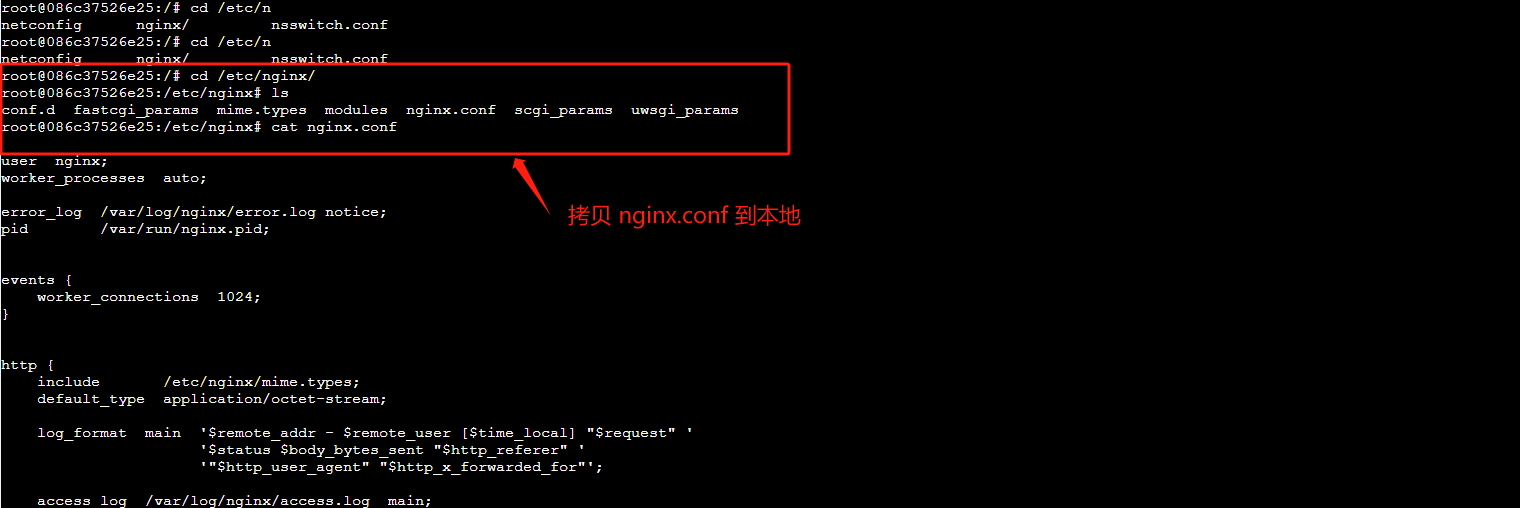 root@086c37526e25:/# cd /etc/n
netconfig      nginx/         nsswitch.conf
root@086c37526e25:/# cd /etc/n
netconfig      nginx/         nsswitch.conf
root@086c37526e25:/# cd /etc/nginx/
root@086c37526e25:/etc/nginx# ls
conf.d  fastcgi_params  mime.types  modules  nginx.conf  scgi_params  uwsgi_params
root@086c37526e25:/etc/nginx# cat nginx.conf
user  nginx;
worker_processes  auto;
拷贝 nginx.conf 到本地
error_log  /var/log/nginx/error.log notice;
pid        /var/run/nginx.pid;
events {
    worker_connections  1024;
}
http {
    include       /etc/nginx/mime.types;
    default_type  application/octet-stream;
    log_format  main  '$remote_addr - $remote_user [$time_local] "$request" '
                      '$status $body_bytes_sent "$http_referer" '
                      '"$http_user_agent" "$http_x_forwarded_for"';
    access_log  /var/log/nginx/access.log  main;